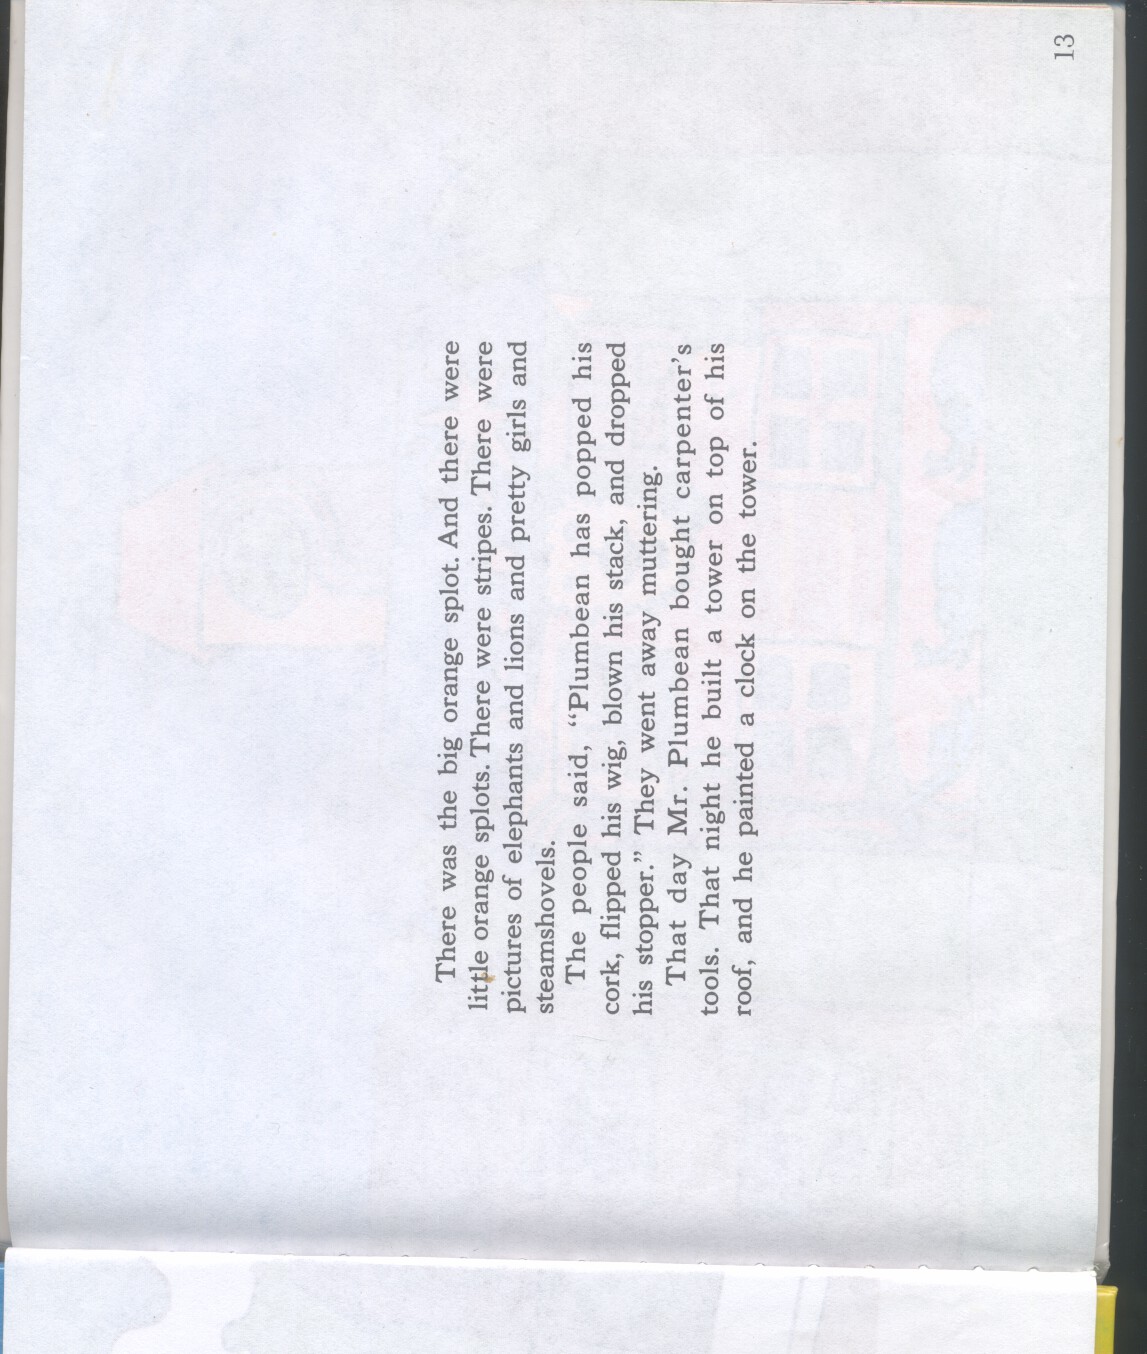 There was the big orange splot. And there were
little orange splots. There were stripes. There were
pictures of elephants and lions and pretty girls and
steamshovels.
The people said, “Plumbean has popped his
cork, flipped his wig, blown his stack, and dropped
his stopper.” They went away muttering.
That day Mr. Plumbean bought carpenter’s
tools. That night he built a tower on top of his
roof, and he painted a clock on the tower.
13